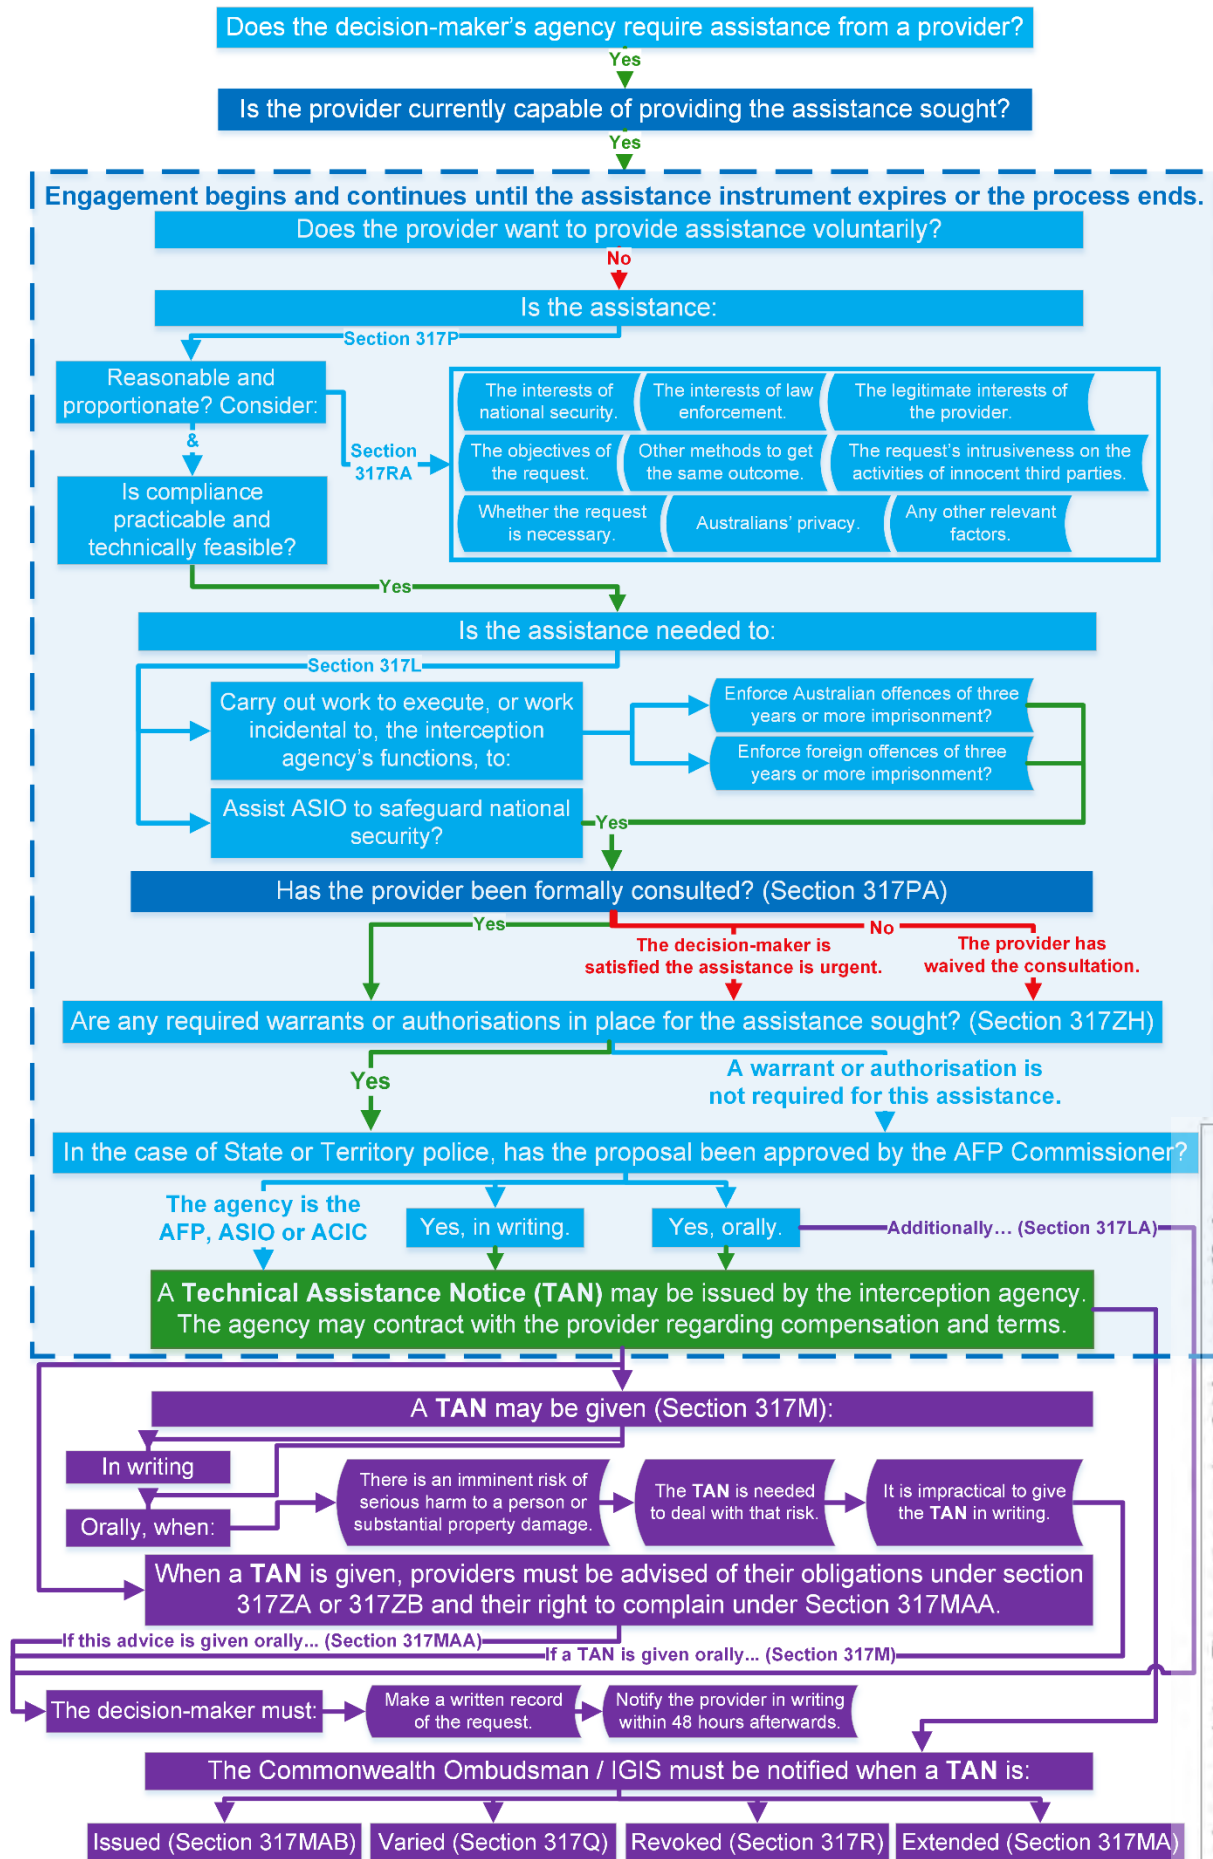 Does the decision-maker's agency require assistance from a provider?
Yes
Is the provider currently capable of providing the assistance sought?
Yes
Engagement begins and continues until the assistance instrument expires or the process ends.
Does the provider want to provide assistance voluntarily?
No
Is the assistance:
Section 317P
Reasonable and
proportionate? Consider:
&
Is compliance
practicable and
technically feasible?
Section
317RA
The interests of
national security.
The interests of law
enforcement.
The legitimate interests of
the provider.
The objectives of
the request.
Other methods to get
the same outcome.
The request's intrusiveness on the
activities of innocent third parties.
Whether the request
is necessary.
Australians' privacy.
Any other relevant
factors.
Yes
Is the assistance needed to:
Section 317L
Carry out work to execute, or work
incidental to, the interception
agency's functions, to:
Enforce Australian offences of three
years or more imprisonment?
Enforce foreign offences of three
years or more imprisonment?
Assist ASIO to safeguard national
security?
Yes
Has the provider been formally consulted? (Section 317PA)
Yes
No
The decision-maker is
satisfied the assistance is urgent.
The provider has
waived the consultation.
Are any required warrants or authorisations in place for the assistance sought? (Section 317ZH)
Yes
A warrant or authorisation is
not required for this assistance.
In the case of State or Territory police, has the proposal been approved by the AFP Commissioner?
The agency is the
AFP, ASIO or ACIC
Yes, in writing.
Yes, orally.
Additionally... (Section 317LA)
A Technical Assistance Notice (TAN) may be issued by the interception agency.
The agency may contract with the provider regarding compensation and terms.
A TAN may be given (Section 317M):
In writing
Orally, when:
There is an imminent risk of
serious harm to a person or
substantial property damage.
The TAN is needed
to deal with that risk.
It is impractical to give
the TAN in writing.
When a TAN is given, providers must be advised of their obligations under section
317ZA or 317ZB and their right to complain under Section 317MAA.
If this advice is given orally... (Section 317MAA)
If a TAN is given orally... (Section 317M)
The decision-maker must:
Make a written record
of the request.
Notify the provider in writing
within 48 hours afterwards.
The Commonwealth Ombudsman / IGIS must be notified when a TAN is:
Issued (Section 317MAB)
Varied (Section 317Q)
Revoked (Section 317R)
Extended (Section 317MA)